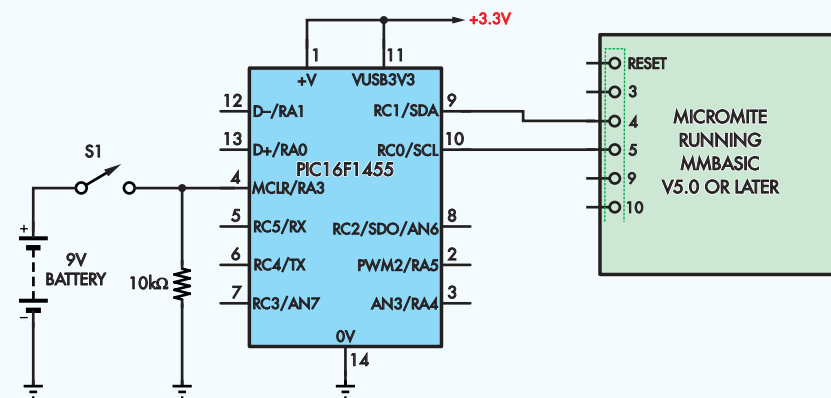 +3.3V
1
11
+V
VUSB3V3
12
D–/RA1
RC1/SDA
9
13
D+/RA0
RC0/SCL
10
PIC16F1455
S1
4
MCLR/RA3
5
RC5/RX
RC2/SDO/AN6
8
6
RC4/TX
PWM2/RA5
2
7
RC3/AN7
AN3/RA4
3
0V
14
+
9V
BATTERY
–
10kΩ
RESET
3
4
5
9
10
MICROMITE
RUNNING
MMBASIC
V5.0 OR LATER